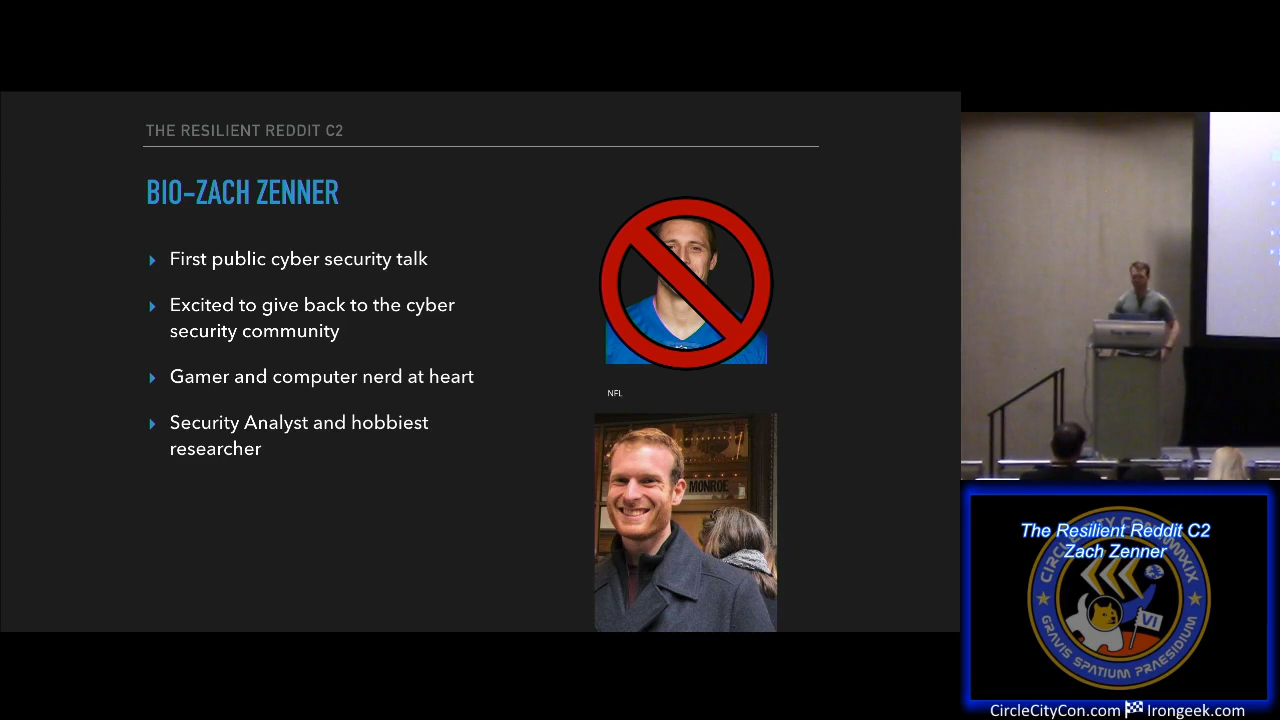 THE RESILIENT REDDIT C2
BIO-ZACH ZENNER
First public cyber security talk
Excited to give back to the cyber
security community
Gamer and computer nerd at heart
Security Analyst and hobbiest
researcher
NFL
MONROE
The Resilient Reddit C2
Zach Zenner
VI
GRAVIS SPATIUM PRAESIDIUM
CircleCityCon.com Irongeek.com